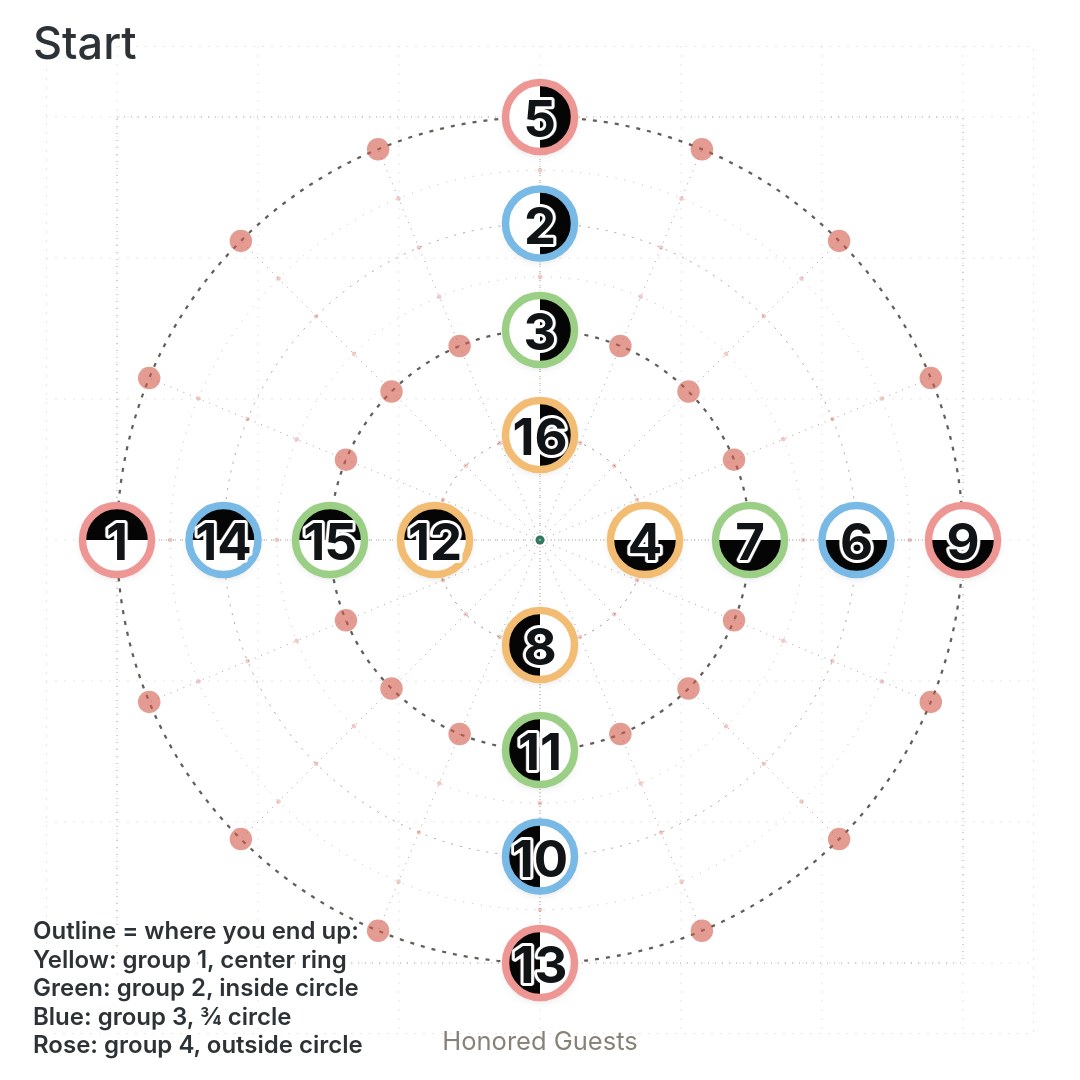 Start
5
2
3
16
1 14 15 12 4 7 6 9
8
11
10
13
Outline = where you end up:
Yellow: group 1, center ring
Green: group 2, inside circle
Blue: group 3, ¾ circle
Rose: group 4, outside circle
Honored Guests